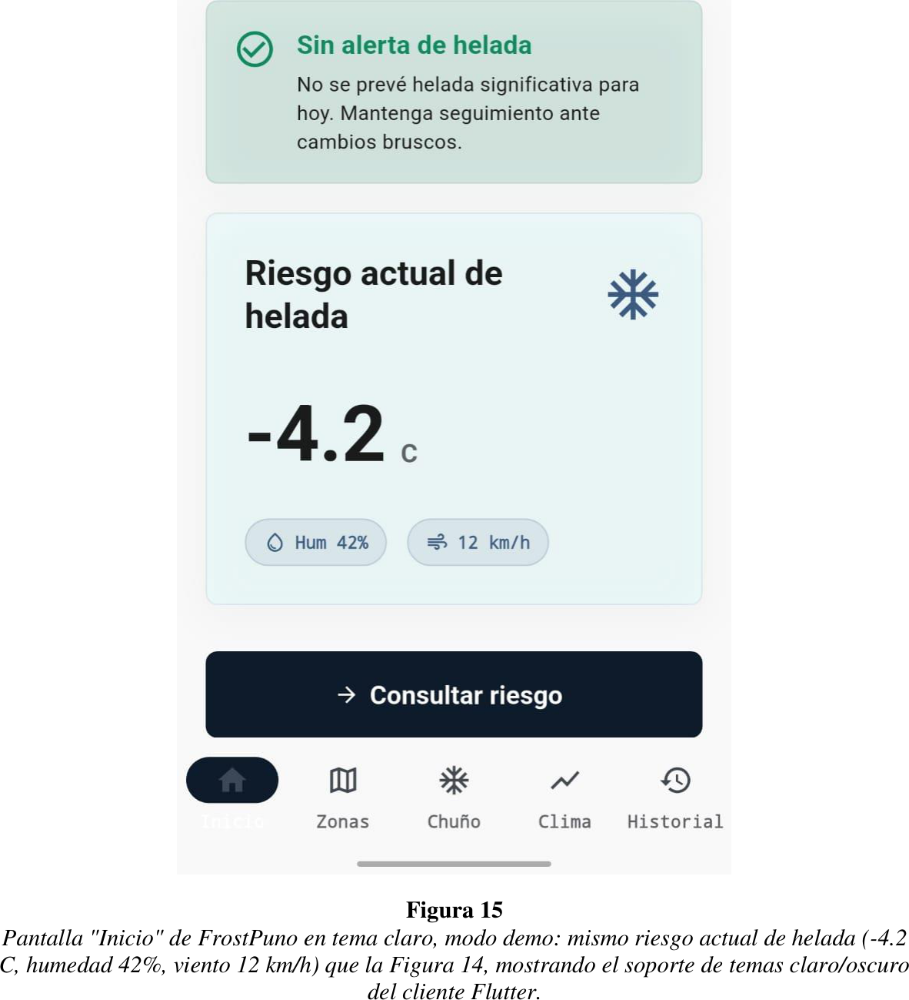 Sin alerta de helada
No se prevé helada significativa para
hoy. Mantenga seguimiento ante
cambios bruscos.
Riesgo actual de
helada
-4.2 C
Hum 42% 12 km/h
→ Consultar riesgo
Inicio Zonas Chuño Clima Historial
Figura 15
Pantalla "Inicio" de FrostPuno en tema claro, modo demo: mismo riesgo actual de helada (-4.2
C, humedad 42%, viento 12 km/h) que la Figura 14, mostrando el soporte de temas claro/oscuro
del cliente Flutter.